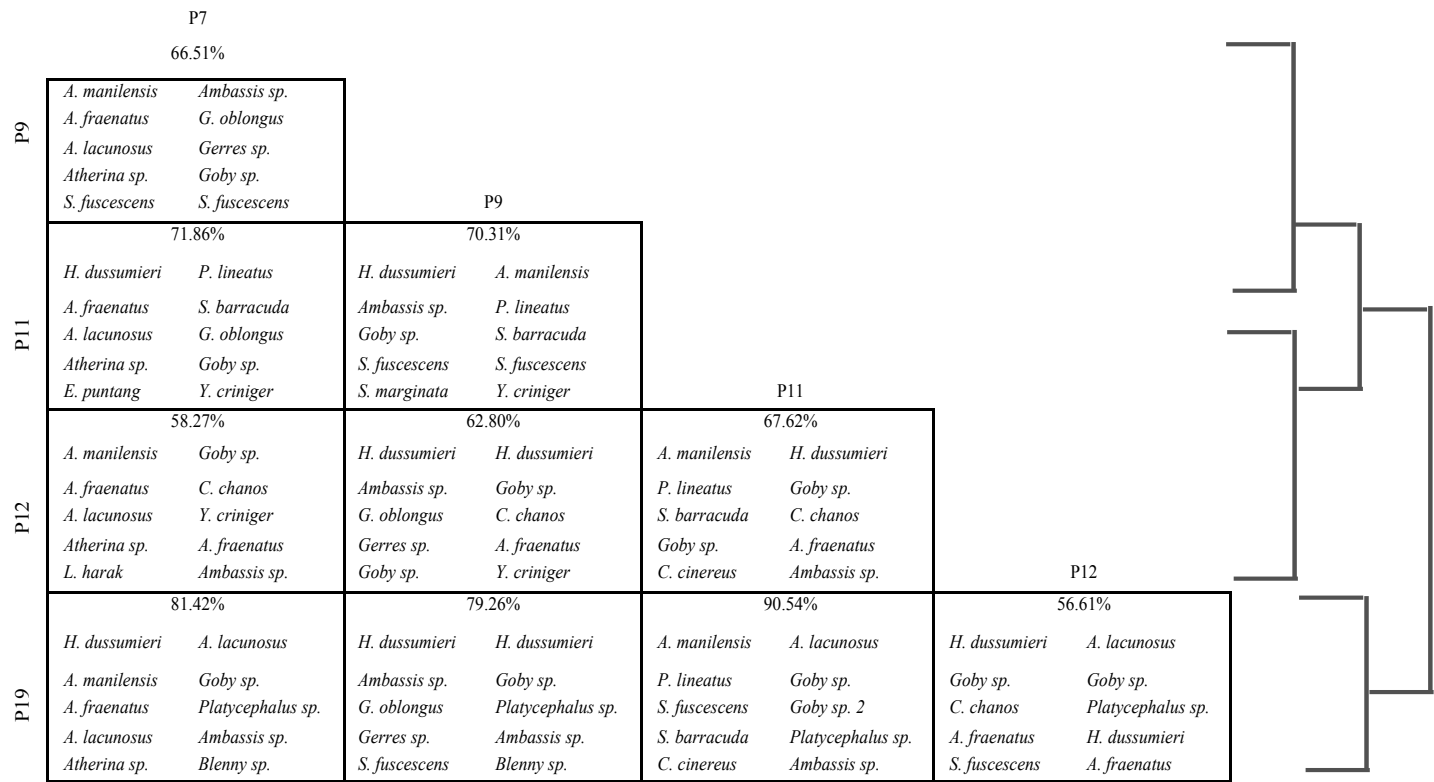 P7
66.51%
P9
A. manilensis Ambassis sp.
A. fraenatus G. oblongus
A. lacunosus Gerres sp.
Atherina sp. Goby sp.
S. fuscescens S. fuscescens
P9
P11
71.86% 70.31%
H. dussumieri P. lineatus H. dussumieri A. manilensis
A. fraenatus S. barracuda Ambassis sp. P. lineatus
A. lacunosus G. oblongus Goby sp. S. barracuda
Atherina sp. Goby sp. S. fuscescens S. fuscescens
E. puntang Y. criniger S. marginata Y. criniger
P11
P12
58.27% 62.80% 67.62%
A. manilensis Goby sp. H. dussumieri H. dussumieri A. manilensis H. dussumieri
A. fraenatus C. chanos Ambassis sp. Goby sp. P. lineatus Goby sp.
A. lacunosus Y. criniger G. oblongus C. chanos S. barracuda C. chanos
Atherina sp. A. fraenatus Gerres sp. A. fraenatus Goby sp. A. fraenatus
L. harak Ambassis sp. Goby sp. Y. criniger C. cinereus Ambassis sp.
P12
P19
81.42% 79.26% 90.54% 56.61%
H. dussumieri A. lacunosus H. dussumieri H. dussumieri A. manilensis A. lacunosus H. dussumieri A. lacunosus
A. manilensis Goby sp. Ambassis sp. Goby sp. P. lineatus Goby sp. Goby sp. Goby sp.
A. fraenatus Platycephalus sp. G. oblongus Platycephalus sp. S. fuscescens Goby sp. 2 C. chanos Platycephalus sp.
A. lacunosus Ambassis sp. Gerres sp. Ambassis sp. S. barracuda Platycephalus sp. A. fraenatus H. dussumieri
Atherina sp. Blenny sp. S. fuscescens Blenny sp. C. cinereus Ambassis sp. S. fuscescens A. fraenatus